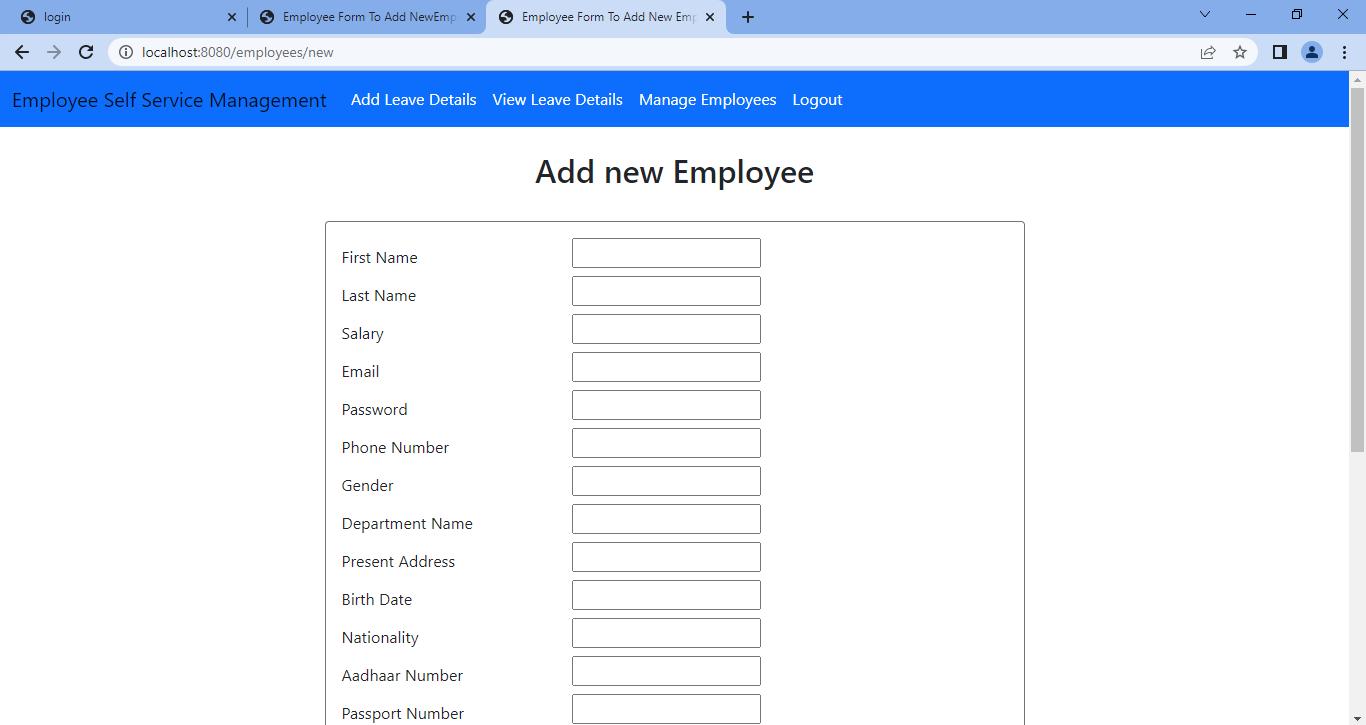 login
Employee Form To Add NewEmp
Employee Form To Add New Emp
localhost:8080/employees/new
Employee Self Service Management Add Leave Details View Leave Details Manage Employees Logout
Add new Employee
First Name
Last Name
Salary
Email
Password
Phone Number
Gender
Department Name
Present Address
Birth Date
Nationality
Aadhaar Number
Passport Number